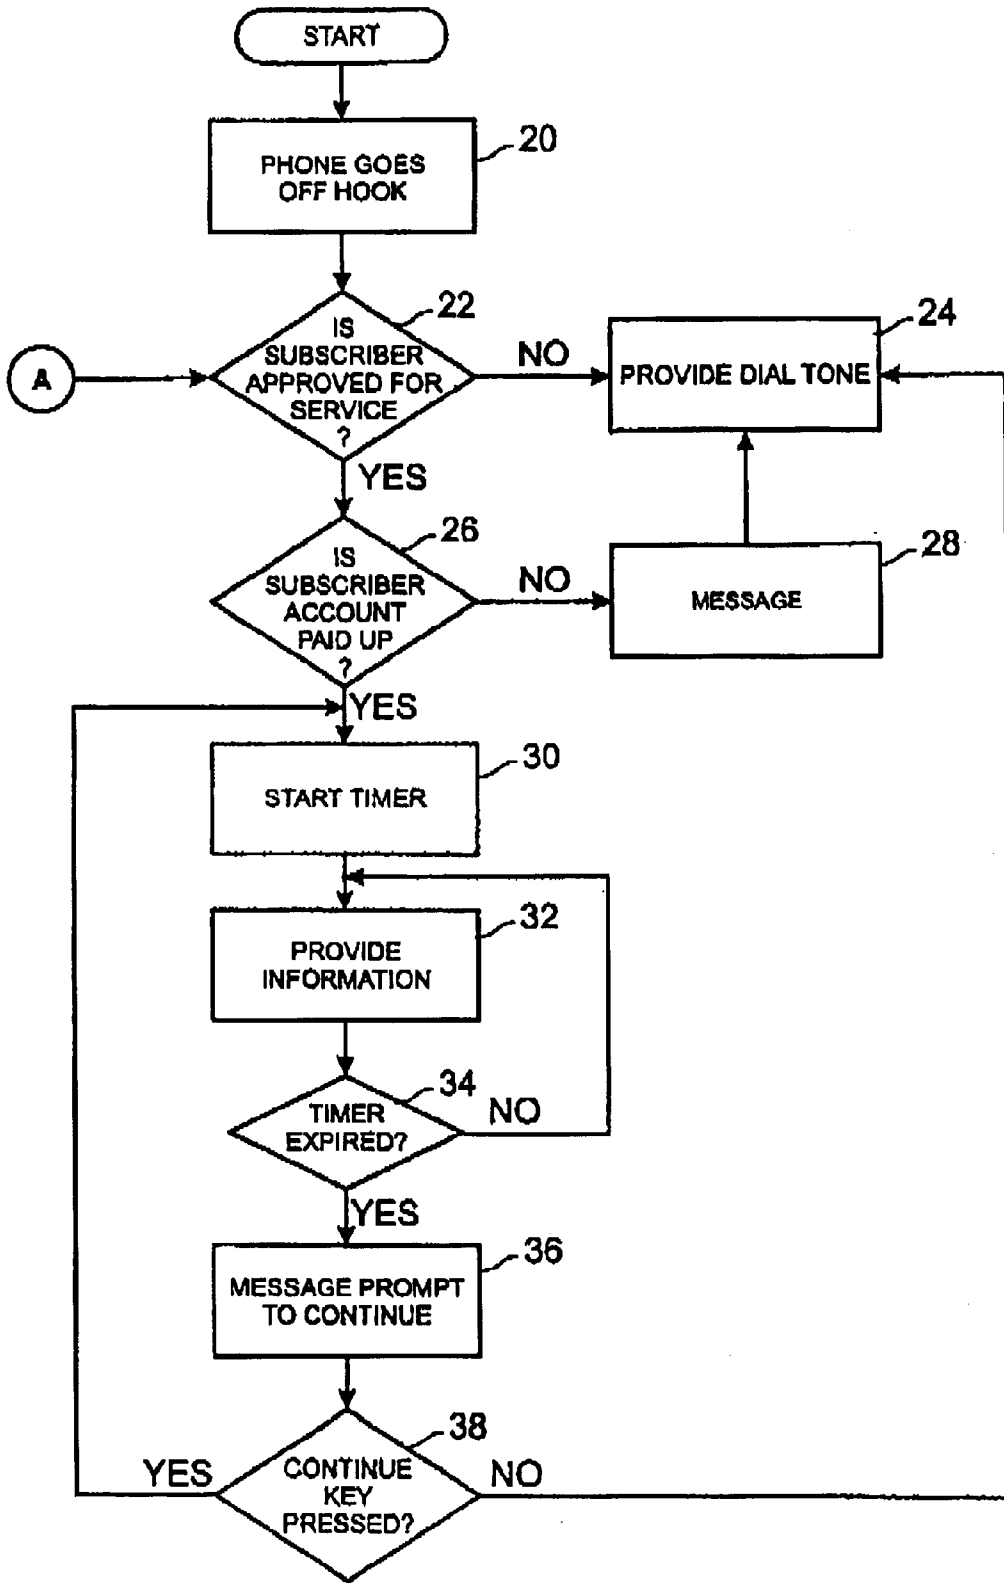 START
PHONE GOES
OFF HOOK
20
IS
SUBSCRIBER
APPROVED FOR
SERVICE
?
22
A
NO
PROVIDE DIAL TONE
24
YES
IS
SUBSCRIBER
ACCOUNT
PAID UP
?
26
NO
MESSAGE
28
YES
START TIMER
30
PROVIDE
INFORMATION
32
TIMER
EXPIRED?
34
NO
YES
MESSAGE PROMPT
TO CONTINUE
36
CONTINUE
KEY
PRESSED?
38
YES
NO